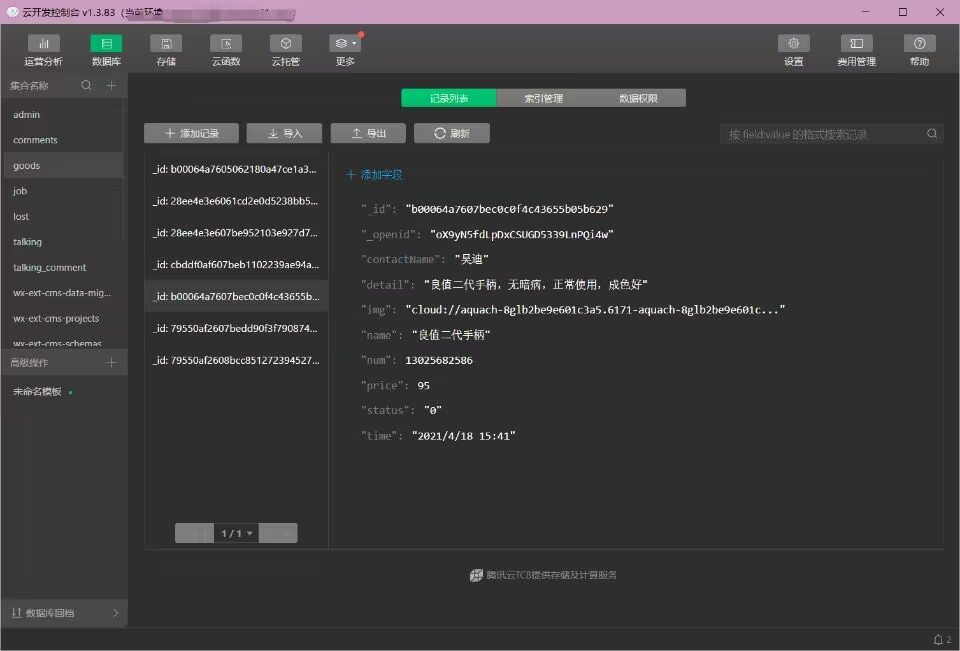 云开发控制台 v1.3.83 (当前环境
运营分析 数据库 存储 云函数 云托管 更多 设置 费用管理 帮助
集合名称
记录列表 索引管理 数据权限
添加记录 导入 导出 刷新 按 field:value 的格式搜索记录
admin
comments
goods
job
lost
talking
talking_comment
wx-ext-cms-data-mig...
wx-ext-cms-projects
wx-ext-cms-schemas
高级操作
未命名模板
_id: b00064a7605062180a47ce1a3...
_id: 28ee4e3e6061cd2e0d5238bb5...
_id: 28ee4e3e607be952103e927d7...
_id: cbddf0af607beb1102239ae94a...
_id: b00064a7607bec0c0f4c43655b...
_id: 79550af2607bedd90f3f790874...
_id: 79550af2608bcc851272394527...
1 / 1
添加字段
"_id": "b00064a7607bec0c0f4c43655b05b629"
"_openid": "oX9yN5fdLpDxCSUGD5339LnPQi4w"
"contactName": "吴迪"
"detail": "良值二代手柄，无暗病，正常使用，成色好"
"img": "cloud://aquach-8glb2be9e601c3a5.6171-aquach-8glb2be9e601c..."
"name": "良值二代手柄"
"num": 13025682586
"price": 95
"status": "0"
"time": "2021/4/18 15:41"
腾讯云TCB提供存储及计算服务
数据库回档
2